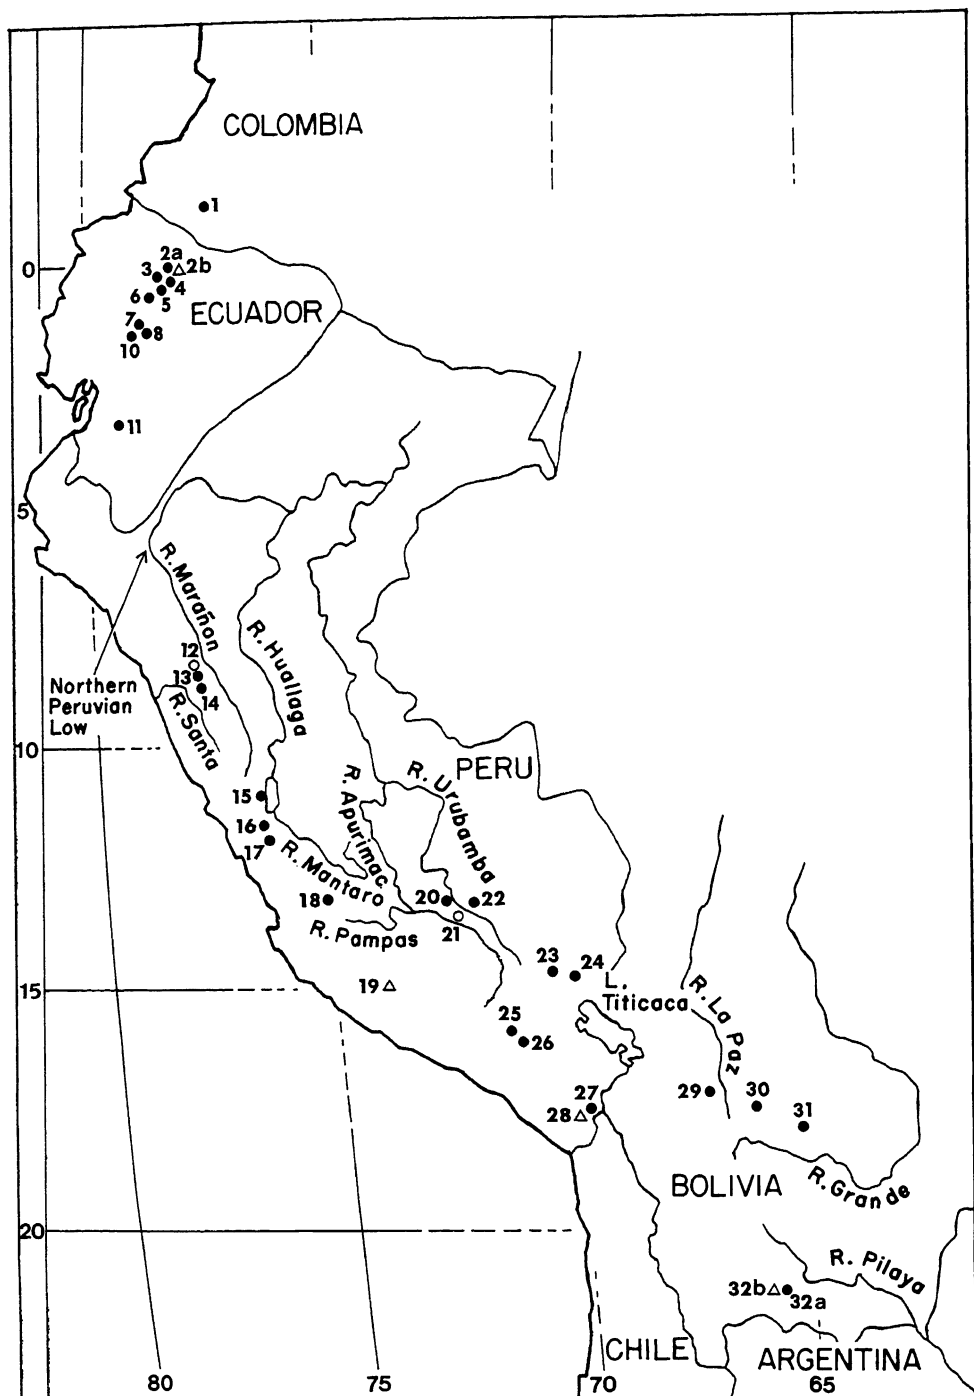 COLOMBIA
1
2a
0
3
2b
4
6
5
ECUADOR
7
8
10
11
5
R. Marañon
12
13
14
R. Huallaga
Northern
Peruvian
Low
R. Santa
10
PERU
R. Urubamba
R. Apurimac
15
16
17
R. Mantaro
18
20
22
21
R. Pampas
23
24
19
L.
Titicaca
15
R. La Paz
25
26
27
28
29
30
31
BOLIVIA
R. Grande
20
R. Pilaya
32b
32a
CHILE
ARGENTINA
80
75
70
65